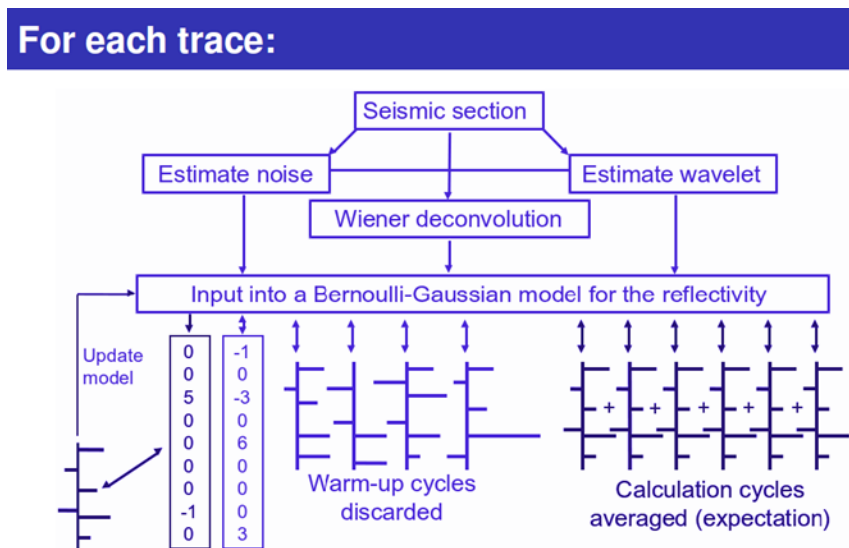 For each trace:
Seismic section
Estimate noise
Estimate wavelet
Wiener deconvolution
Input into a Bernoulli-Gaussian model for the reflectivity
Update
model
0
0
5
0
0
0
0
-1
0
-1
0
-3
0
6
0
0
0
3
Warm-up cycles
discarded
+ + + + +
Calculation cycles
averaged (expectation)